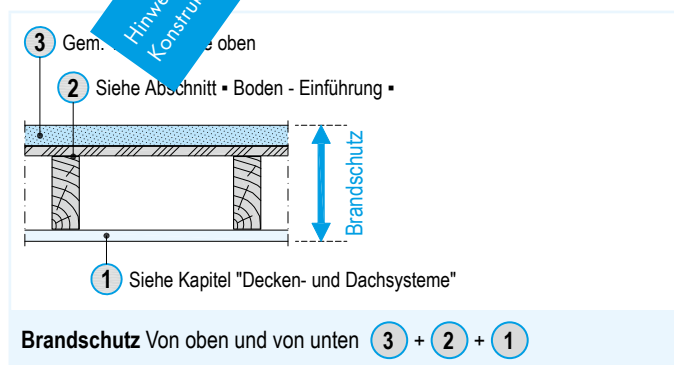 Hinwe
Konstru
3 Gem. oben
2 Siehe Abschnitt ▪ Boden - Einführung ▪
Brandschutz
1 Siehe Kapitel "Decken- und Dachsysteme"
Brandschutz Von oben und von unten 3 + 2 + 1